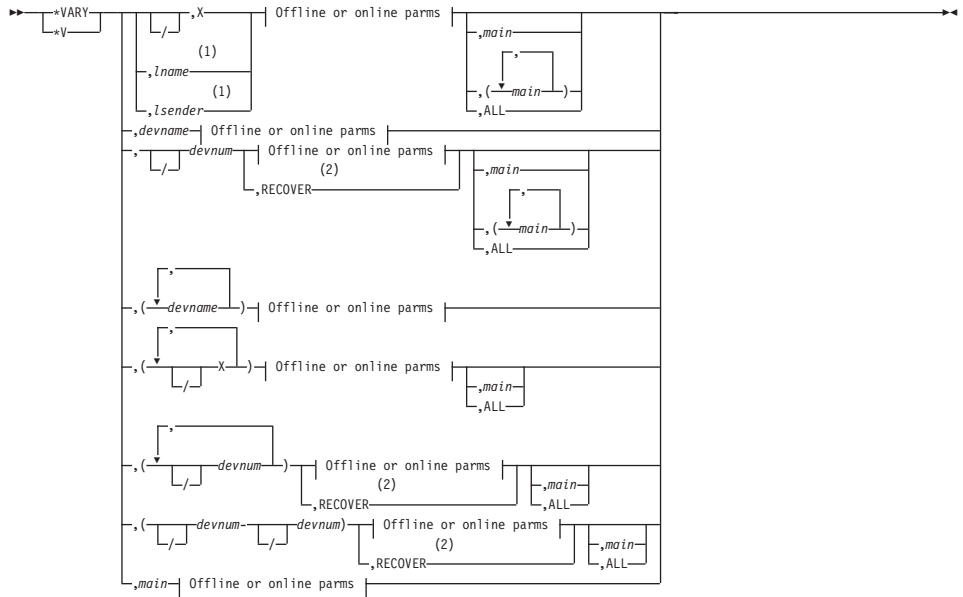 *VARY ,X Offline or online parms
*V / ,main
(1) ,
,lname ,( main )
(1) ,ALL
,lsender
,devname Offline or online parms
, devnum Offline or online parms
/ (2) ,main
,RECOVER ,
,( main )
,ALL
,
,( devname ) Offline or online parms
,
,( X ) Offline or online parms
/ ,main
,ALL
,
,( devnum ) Offline or online parms
/ (2) ,main
,RECOVER ,ALL
,( devnum- devnum) Offline or online parms
/ / (2) ,main
,RECOVER ,ALL
,main Offline or online parms